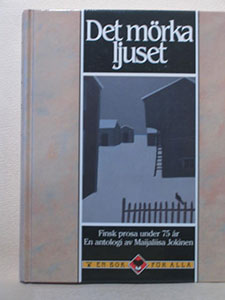 Det mörka
ljuset
Finsk prosa under 75 år
En antologi av Maijaliisa Jokinen
EN BOK FÖR ALLA